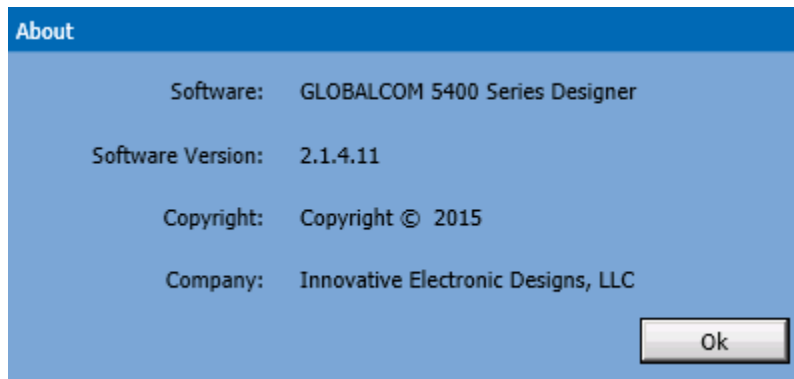 About
Software: GLOBALCOM 5400 Series Designer
Software Version: 2.1.4.11
Copyright: Copyright © 2015
Company: Innovative Electronic Designs, LLC
Ok